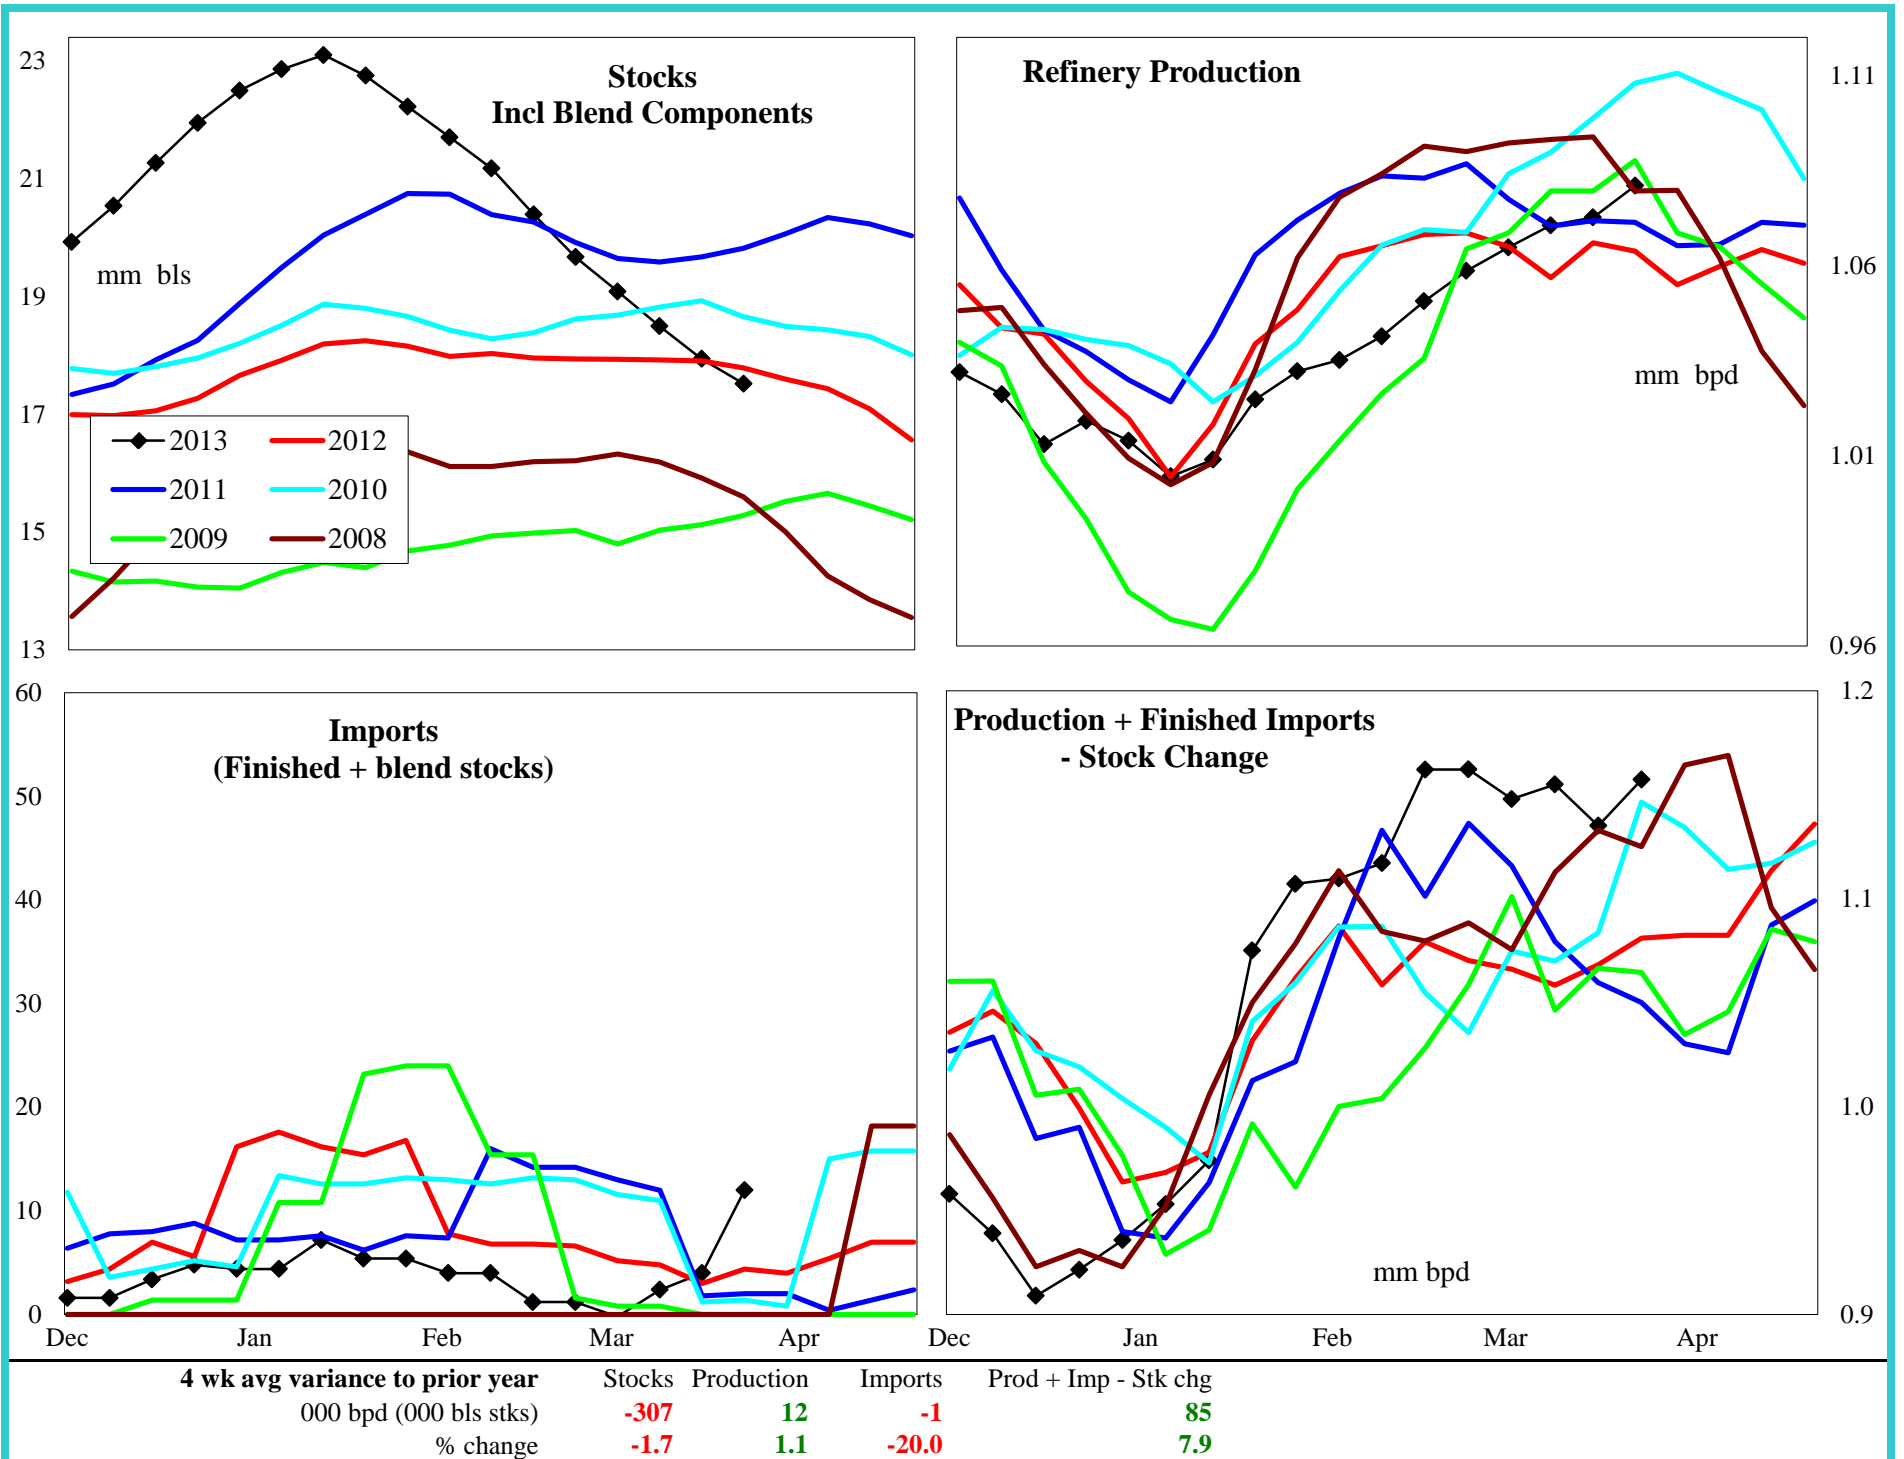 Stocks
Incl Blend Components
23
21
19
17
15
13
mm bls
2013 2012
2011 2010
2009 2008
Refinery Production
1.11
1.06
1.01
0.96
mm bpd
Imports
(Finished + blend stocks)
60
50
40
30
20
10
0
Dec Jan Feb Mar Apr
Production + Finished Imports
- Stock Change
1.2
1.1
1.0
0.9
mm bpd
Dec Jan Feb Mar Apr
4 wk avg variance to prior year Stocks Production Imports Prod + Imp - Stk chg
000 bpd (000 bls stks) -307 12 -1 85
% change -1.7 1.1 -20.0 7.9